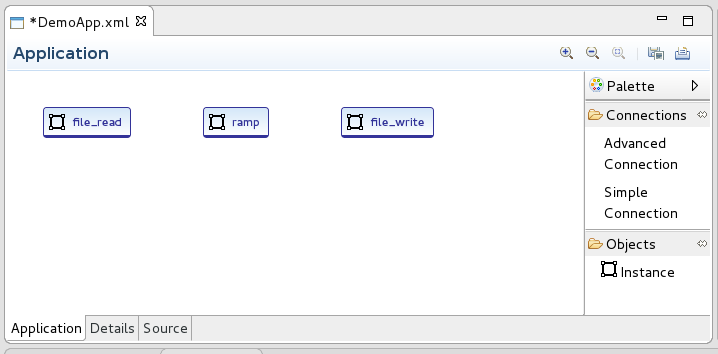 *DemoApp.xml
Application
Palette
file_read
ramp
file_write
Connections
Advanced
Connection
Simple
Connection
Objects
Instance
Application
Details
Source